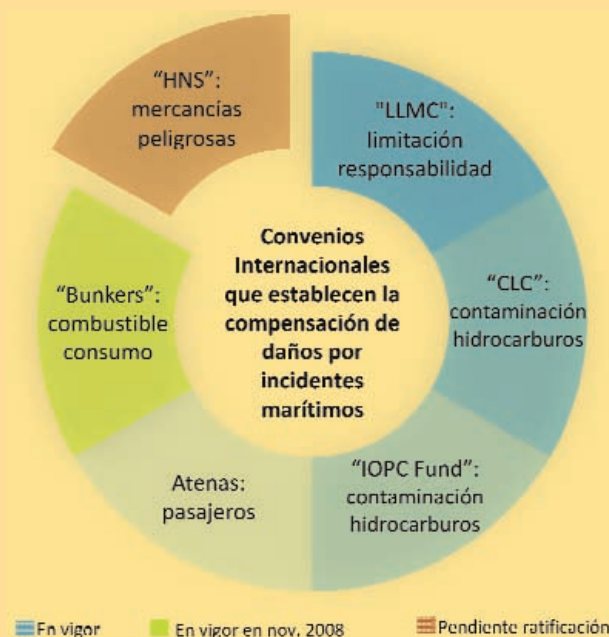 “HNS”:
mercancías
peligrosas
"LLMC":
limitación
responsabilidad
“CLC”:
contaminación
hidrocarburos
“IOPC Fund”:
contaminación
hidrocarburos
Atenas:
pasajeros
“Bunkers”:
combustible
consumo
Convenios
Internacionales
que establecen la
compensación de
daños por
incidentes
marítimos
En vigor
En vigor en nov. 2008
Pendiente ratificación